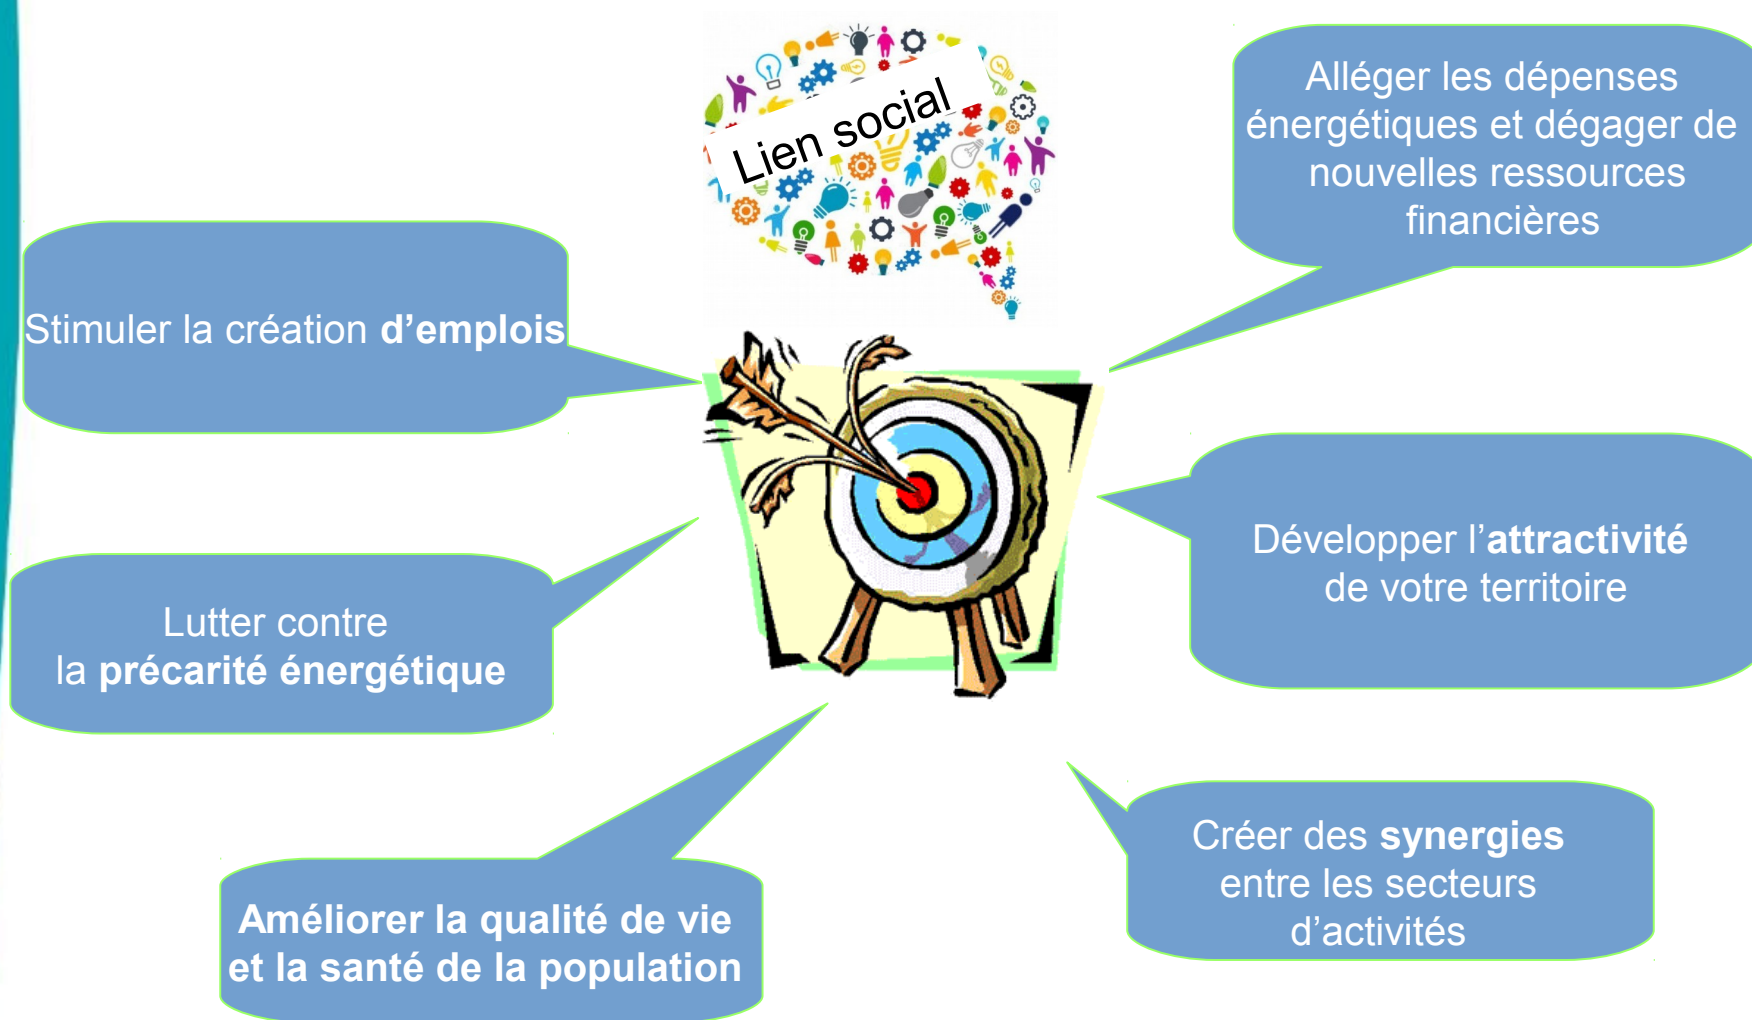 Lien social
Alléger les dépenses
énergétiques et dégager de
nouvelles ressources
financières
Stimuler la création d’emplois
Développer l’attractivité
de votre territoire
Lutter contre
la précarité énergétique
Créer des synergies
entre les secteurs
d’activités
Améliorer la qualité de vie
et la santé de la population